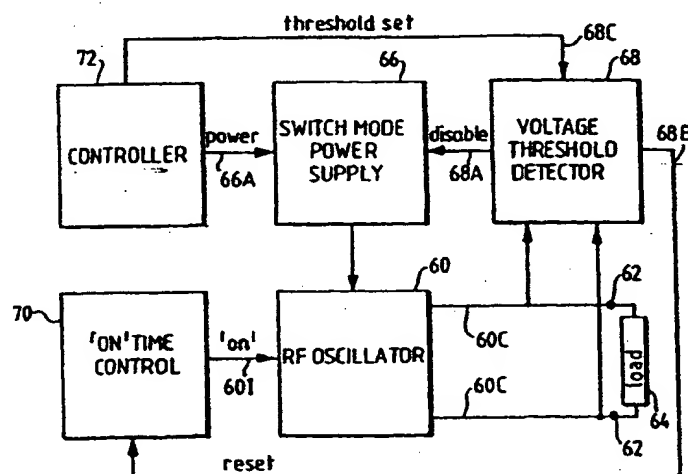 threshold set
72
66
68C
68
CONTROLLER
power
66A
SWITCH MODE
POWER
SUPPLY
disable
68A
VOLTAGE
THRESHOLD
DETECTOR
68B
60
62
70
'ON' TIME
CONTROL
'on'
60I
RF OSCILLATOR
60C
60C
load
64
62
reset